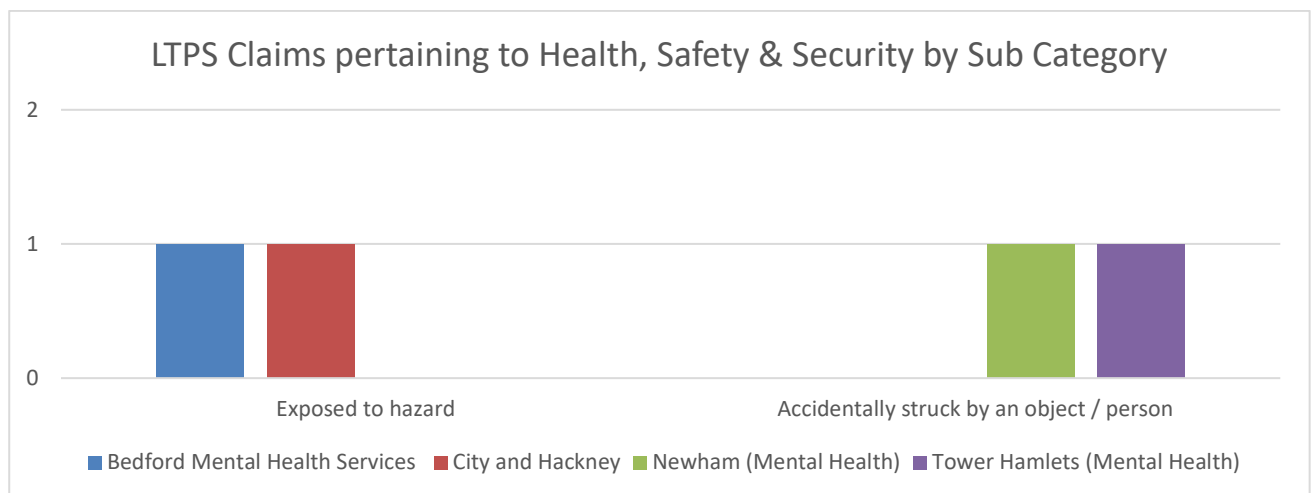 LTPS Claims pertaining to Health, Safety & Security by Sub Category
2
1
0
Exposed to hazard
Accidentally struck by an object / person
Bedford Mental Health Services
City and Hackney
Newham (Mental Health)
Tower Hamlets (Mental Health)